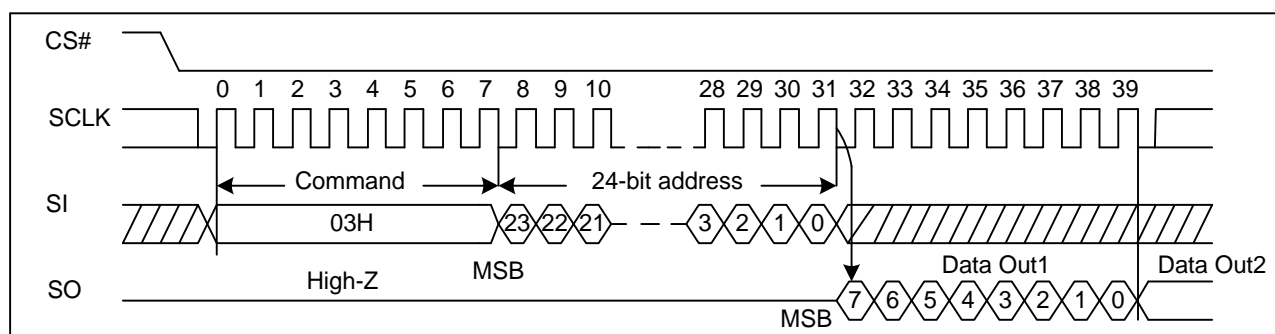 CS#
0 1 2 3 4 5 6 7 8 9 10 28 29 30 31 32 33 34 35 36 37 38 39
SCLK
Command 24-bit address
SI
03H 23 22 21 3 2 1 0
High-Z MSB Data Out1 Data Out2
SO
7 6 5 4 3 2 1 0
MSB